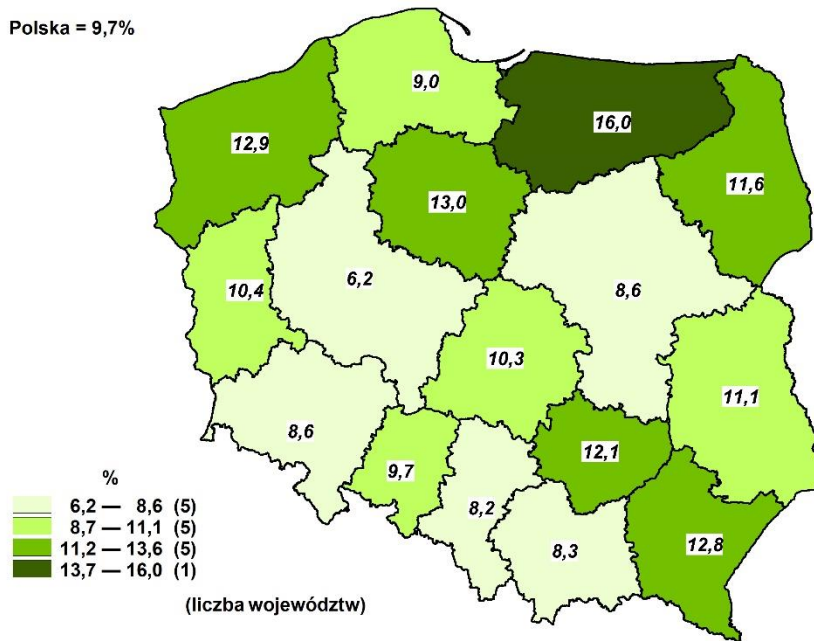 Polska = 9,7%
9,0
16,0
12,9
11,6
13,0
6,2
8,6
10,4
10,3
11,1
8,6
12,1
9,7
8,2
8,3
12,8
%
6,2 — 8,6 (5)
8,7 — 11,1 (5)
11,2 — 13,6 (5)
13,7 — 16,0 (1)
(liczba województw)